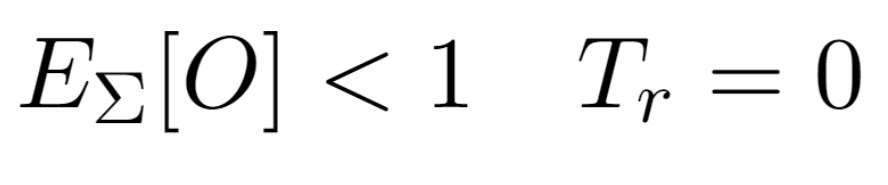 E_Σ[O] < 1 T_r = 0